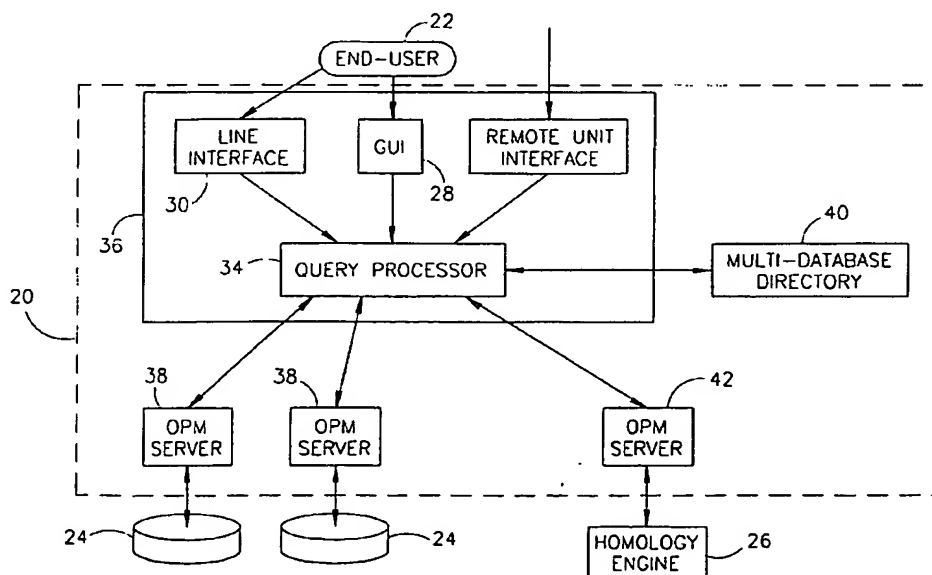 22
END-USER
LINE
INTERFACE
30
GUI
28
REMOTE UNIT
INTERFACE
36
34
QUERY PROCESSOR
40
MULTI-DATABASE
DIRECTORY
20
38
OPM
SERVER
38
OPM
SERVER
42
OPM
SERVER
24
24
HOMOLOGY
ENGINE
26